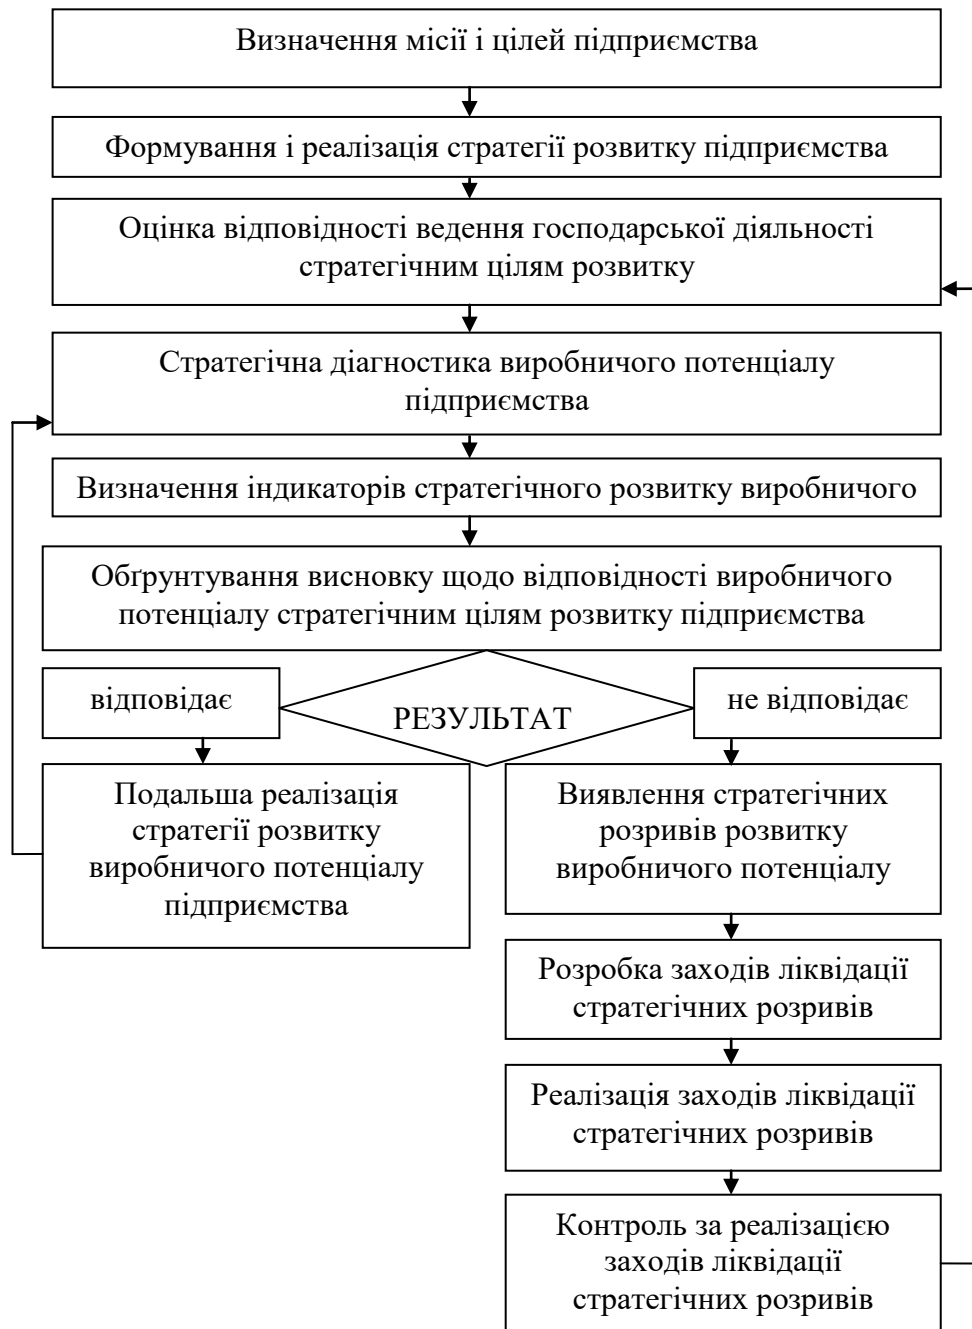 Визначення місії і цілей підприємства
Формування і реалізація стратегії розвитку підприємства
Оцінка відповідності ведення господарської діяльності
стратегічним цілям розвитку
Стратегічна діагностика виробничого потенціалу
підприємства
Визначення індикаторів стратегічного розвитку виробничого
Обґрунтування висновку щодо відповідності виробничого
потенціалу стратегічним цілям розвитку підприємства
відповідає
РЕЗУЛЬТАТ
не відповідає
Подальша реалізація
стратегії розвитку
виробничого потенціалу
підприємства
Виявлення стратегічних
розривів розвитку
виробничого потенціалу
Розробка заходів ліквідації
стратегічних розривів
Реалізація заходів ліквідації
стратегічних розривів
Контроль за реалізацією
заходів ліквідації
стратегічних розривів